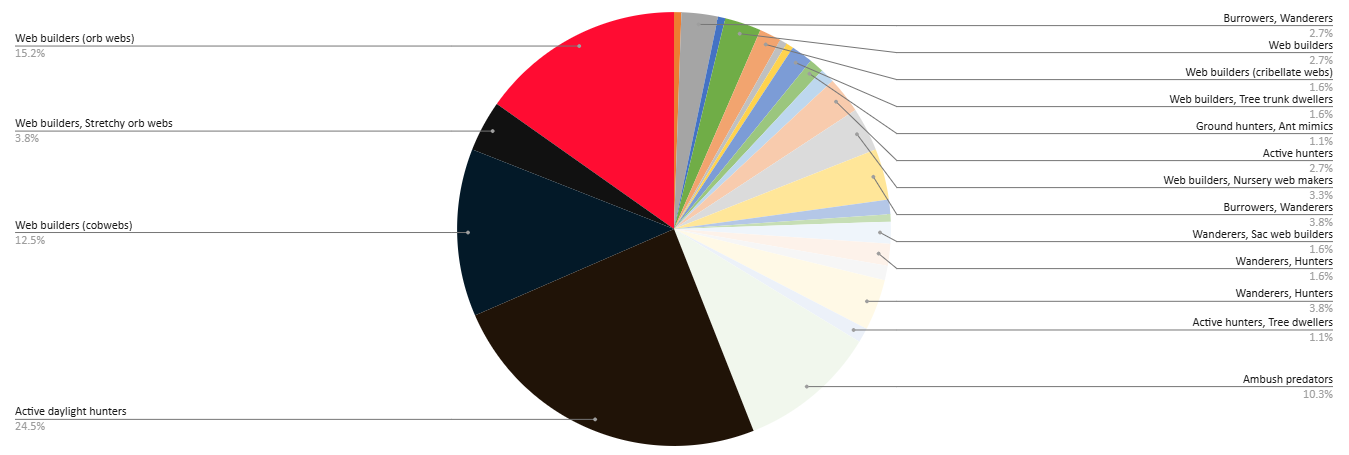 Web builders (orb webs)
15.2%
Web builders, Stretchy orb webs
3.8%
Web builders (cobwebs)
12.5%
Active daylight hunters
24.5%
Burrowers, Wanderers
2.7%
Web builders
2.7%
Web builders (cribellate webs)
1.6%
Web builders, Tree trunk dwellers
1.6%
Ground hunters, Ant mimics
1.1%
Active hunters
2.7%
Web builders, Nursery web makers
3.3%
Burrowers, Wanderers
3.8%
Wanderers, Sac web builders
1.6%
Wanderers, Hunters
1.6%
Wanderers, Hunters
3.8%
Active hunters, Tree dwellers
1.1%
Ambush predators
10.3%